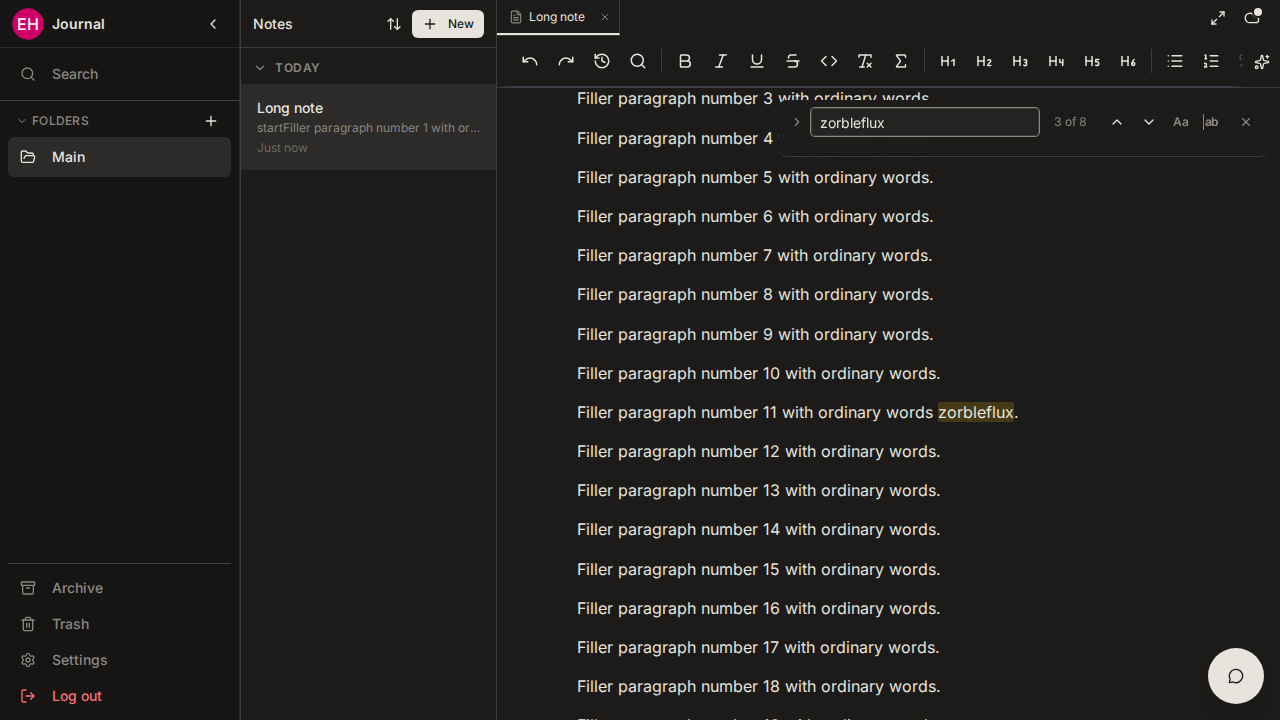 EH Journal
Search
FOLDERS
Main
Archive
Trash
Settings
Log out
Notes
New
TODAY
Long note
startFiller paragraph number 1 with or...
Just now
Long note
H1 H2 H3 H4 H5 H6
zorbleflux
3 of 8
Aa
ab
Filler paragraph number 3 with ordinary words.
Filler paragraph number 4
Filler paragraph number 5 with ordinary words.
Filler paragraph number 6 with ordinary words.
Filler paragraph number 7 with ordinary words.
Filler paragraph number 8 with ordinary words.
Filler paragraph number 9 with ordinary words.
Filler paragraph number 10 with ordinary words.
Filler paragraph number 11 with ordinary words zorbleflux.
Filler paragraph number 12 with ordinary words.
Filler paragraph number 13 with ordinary words.
Filler paragraph number 14 with ordinary words.
Filler paragraph number 15 with ordinary words.
Filler paragraph number 16 with ordinary words.
Filler paragraph number 17 with ordinary words.
Filler paragraph number 18 with ordinary words.